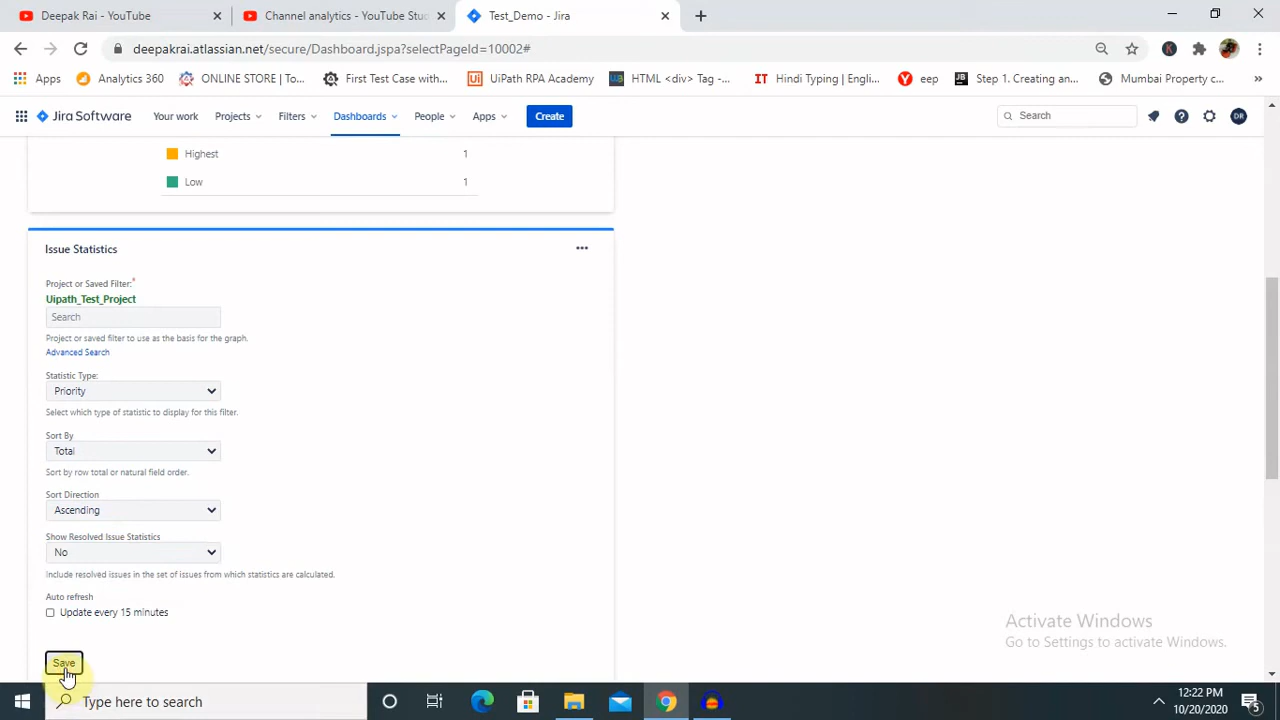 Deepak Rai - YouTube
Channel analytics - YouTube Stud
Test_Demo - Jira
deepakrai.atlassian.net/secure/Dashboard.jspa?selectPageId=10002#
Apps
Analytics 360
ONLINE STORE | To...
First Test Case with...
UiPath RPA Academy
HTML <div> Tag -...
Hindi Typing | Engli...
eep
Step 1. Creating an...
Mumbai Property c...
Jira Software
Your work
Projects
Filters
Dashboards
People
Apps
Create
Search
DR
Highest 1
Low 1
Issue Statistics
Project or Saved Filter:*
Uipath_Test_Project
Search
Project or saved filter to use as the basis for the graph.
Advanced Search
Statistic Type:
Priority
Select which type of statistic to display for this filter.
Sort By
Total
Sort by row total or natural field order.
Sort Direction
Ascending
Show Resolved Issue Statistics
No
Include resolved issues in the set of issues from which statistics are calculated.
Auto refresh
Update every 15 minutes
Save
Activate Windows
Go to Settings to activate Windows.
Type here to search
12:22 PM
10/20/2020
5